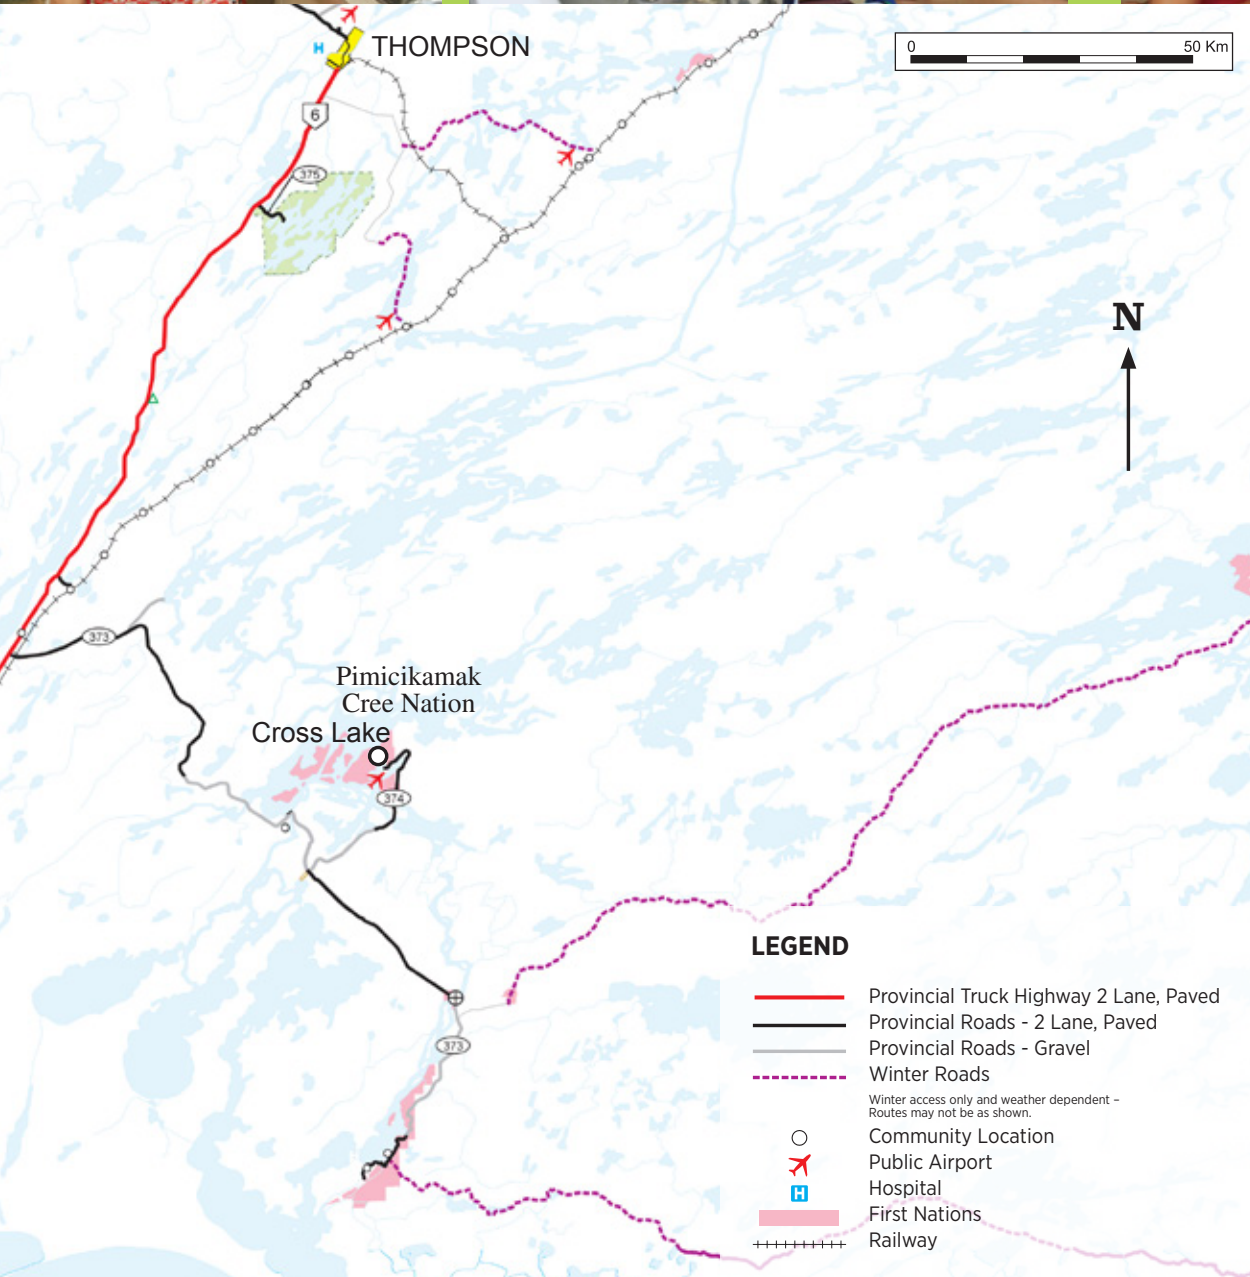 THOMPSON
H
0 50 Km
6
375
N
373
Pimicikamak
Cree Nation
Cross Lake
374
373
LEGEND
Provincial Truck Highway 2 Lane, Paved
Provincial Roads - 2 Lane, Paved
Provincial Roads - Gravel
Winter Roads
Winter access only and weather dependent –
Routes may not be as shown.
Community Location
Public Airport
H Hospital
First Nations
Railway